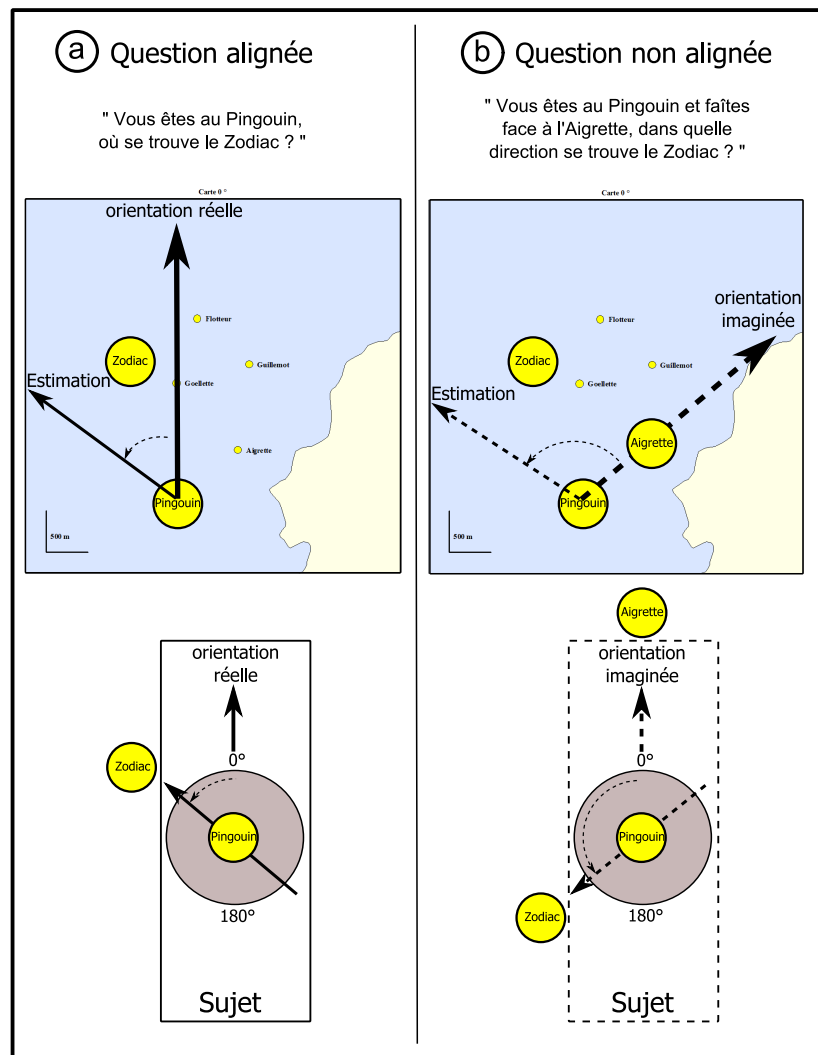 a Question alignée
" Vous êtes au Pingouin,
où se trouve le Zodiac ? "
Carte 0 °
orientation réelle
Flotteur
Zodiac
Guillemot
Estimation
Goellette
Aigrette
Pingouin
500 m
orientation
réelle
0°
Zodiac
Pingouin
180°
Sujet
b Question non alignée
" Vous êtes au Pingouin et faîtes
face à l'Aigrette, dans quelle
direction se trouve le Zodiac ? "
Carte 0 °
orientation
imaginée
Flotteur
Zodiac
Guillemot
Goellette
Estimation
Aigrette
Pingouin
500 m
Aigrette
orientation
imaginée
0°
Pingouin
Zodiac
180°
Sujet